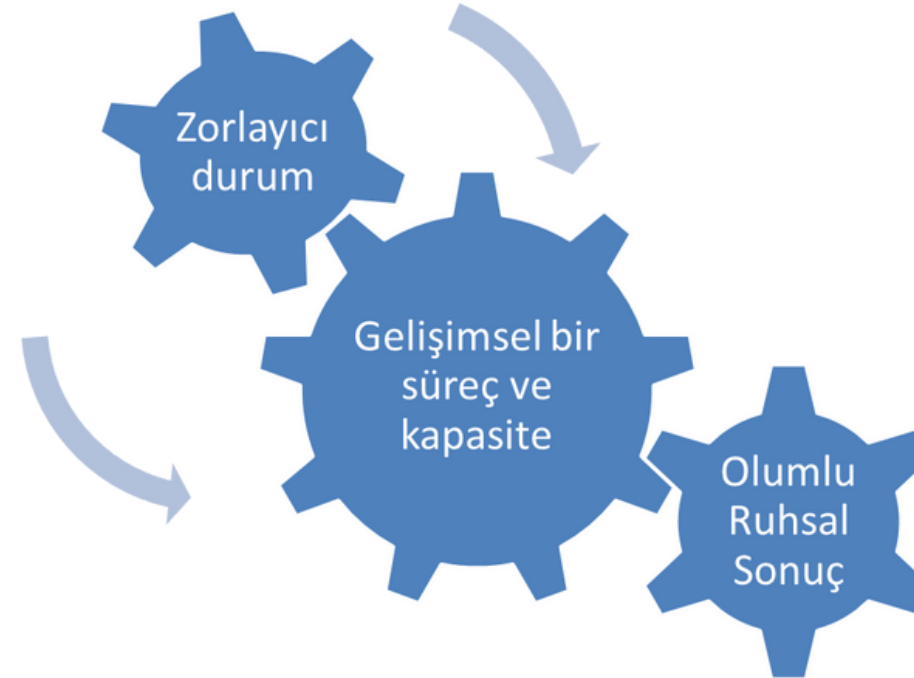 Zorlayıcı
durum
Gelişimsel bir
süreç ve
kapasite
Olumlu
Ruhsal
Sonuç